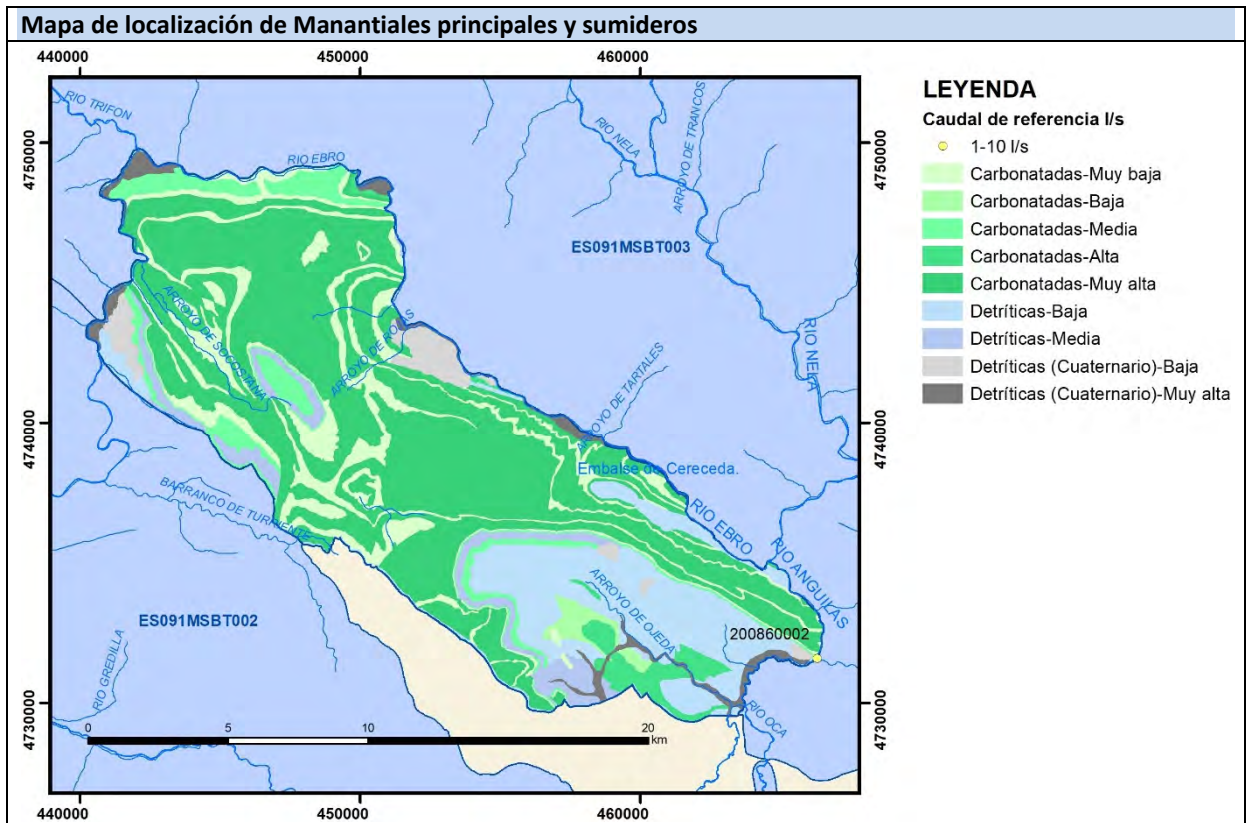 Mapa de localización de Manantiales principales y sumideros
440000 450000 460000
4750000 4750000
4740000 4740000
4730000 4730000
RIO TRIFON
RIO EBRO
RIO NELA
ARROYO DE TRANCOS
ES091MSBT003
RIO NELA
ARROYO DE SOCOSTANA
ARROYO DE ROJAS
ARROYO DE TARTALES
Embalse de Cereceda.
BARRANCO DE TURRIENTE
RIO EBRO
RIO ANGUILAS
ES091MSBT002
ARROYO DE OJEDA
200860002
RIO GREDILLA
RIO OCA
0 5 10 20
km
440000 450000 460000
LEYENDA
Caudal de referencia l/s
1-10 l/s
Carbonatadas-Muy baja
Carbonatadas-Baja
Carbonatadas-Media
Carbonatadas-Alta
Carbonatadas-Muy alta
Detríticas-Baja
Detríticas-Media
Detríticas (Cuaternario)-Baja
Detríticas (Cuaternario)-Muy alta